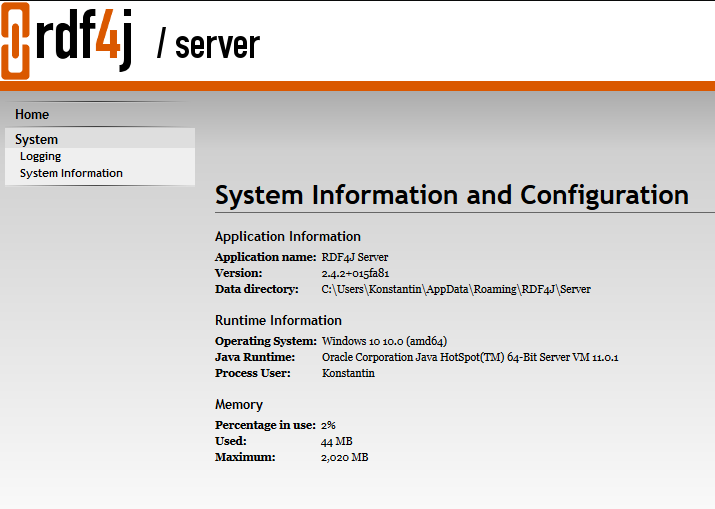 rdf4j / server
Home
System
Logging
System Information
System Information and Configuration
Application Information
Application name: RDF4J Server
Version: 2.4.2+015fa81
Data directory: C:\Users\Konstantin\AppData\Roaming\RDF4J\Server
Runtime Information
Operating System: Windows 10 10.0 (amd64)
Java Runtime: Oracle Corporation Java HotSpot(TM) 64-Bit Server VM 11.0.1
Process User: Konstantin
Memory
Percentage in use: 2%
Used: 44 MB
Maximum: 2,020 MB